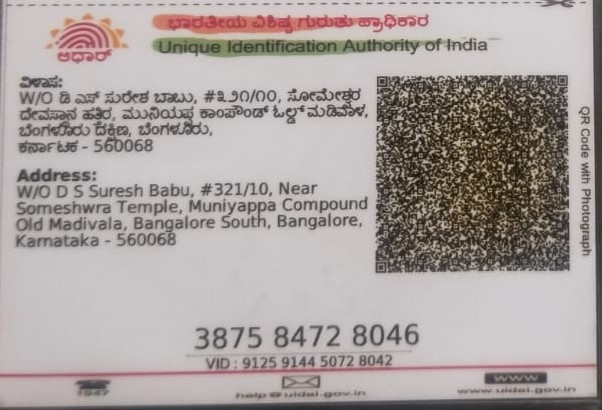 ಭಾರತೀಯ ವಿಶಿಷ್ಟ ಗುರುತು ಪ್ರಾಧಿಕಾರ
Unique Identification Authority of India
ಆಧಾರ್
ವಿಳಾಸ:
W/O ಡಿ ಎಸ್ ಸುರೇಶ ಬಾಬು, #೩೨೧/೧೦, ಸೋಮೇಶ್ವರ
ದೇವಸ್ಥಾನ ಹತ್ತಿರ, ಮುನಿಯಪ್ಪ ಕಾಂಪೌಂಡ್ ಓಲ್ಡ್ ಮಡಿವಾಳ,
ಬೆಂಗಳೂರು ದಕ್ಷಿಣ, ಬೆಂಗಳೂರು,
ಕರ್ನಾಟಕ - 560068
Address:
W/O D S Suresh Babu, #321/10, Near
Someshwra Temple, Muniyappa Compound
Old Madivala, Bangalore South, Bangalore,
Karnataka - 560068
QR Code with Photograph
3875 8472 8046
VID : 9125 9144 5072 8042
1947
help@uidai.gov.in
www
www.uidai.gov.in